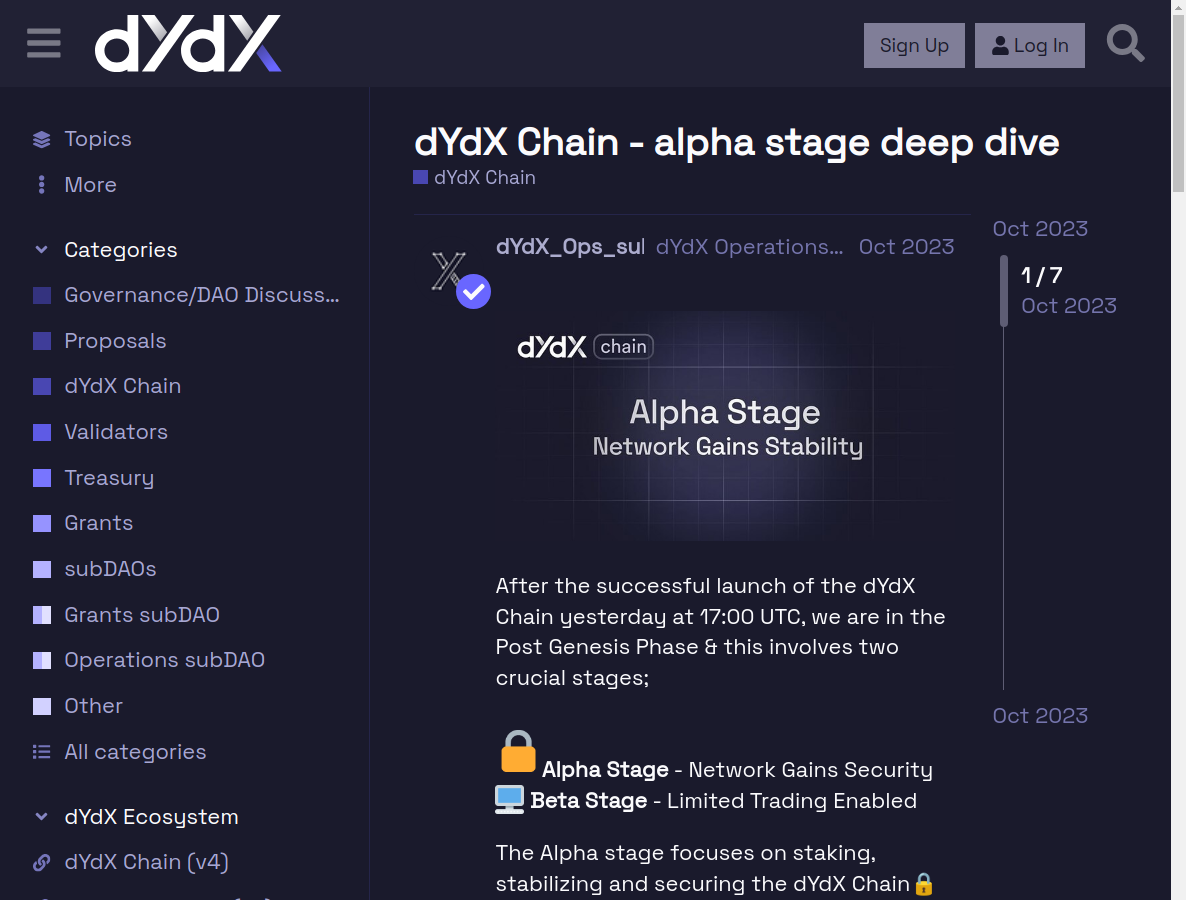 dYdX
Sign Up
Log In
Topics
More
Categories
Governance/DAO Discuss...
Proposals
dYdX Chain
Validators
Treasury
Grants
subDAOs
Grants subDAO
Operations subDAO
Other
All categories
dYdX Ecosystem
dYdX Chain (v4)
dYdX Chain - alpha stage deep dive
dYdX Chain
dYdX_Ops_sul dYdX Operations... Oct 2023
dYdX chain
Alpha Stage
Network Gains Stability
After the successful launch of the dYdX
Chain yesterday at 17:00 UTC, we are in the
Post Genesis Phase & this involves two
crucial stages;
Alpha Stage - Network Gains Security
Beta Stage - Limited Trading Enabled
The Alpha stage focuses on staking,
stabilizing and securing the dYdX Chain
Oct 2023
1 / 7
Oct 2023
Oct 2023